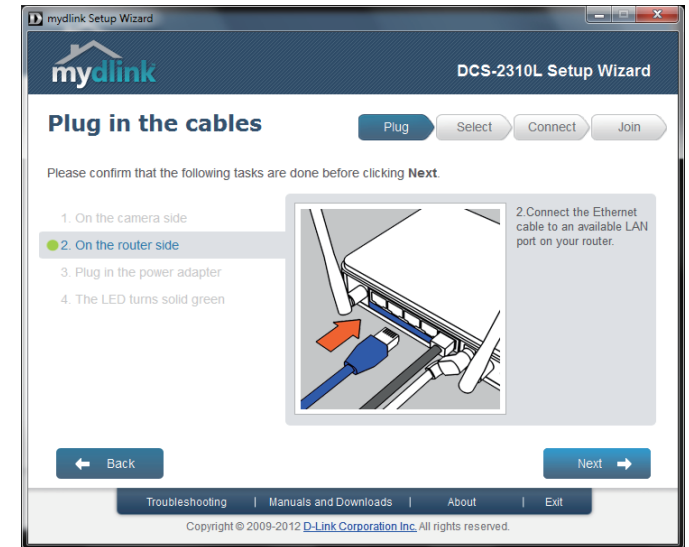 mydlink Setup Wizard
mydlink
DCS-2310L Setup Wizard
Plug in the cables
Plug
Select
Connect
Join
Please confirm that the following tasks are done before clicking Next.
1. On the camera side
2. On the router side
3. Plug in the power adapter
4. The LED turns solid green
2.Connect the Ethernet
cable to an available LAN
port on your router.
Back
Next
Troubleshooting | Manuals and Downloads | About | Exit
Copyright © 2009-2012 D-Link Corporation Inc. All rights reserved.